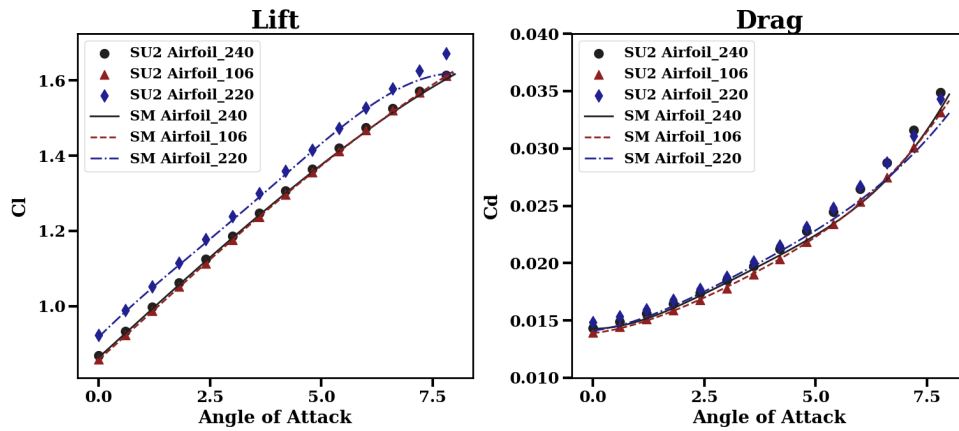 Lift
Cl
1.6
1.4
1.2
1.0
SU2 Airfoil_240
SU2 Airfoil_106
SU2 Airfoil_220
SM Airfoil_240
SM Airfoil_106
SM Airfoil_220
0.0 2.5 5.0 7.5
Angle of Attack
Drag
Cd
0.040
0.035
0.030
0.025
0.020
0.015
0.010
SU2 Airfoil_240
SU2 Airfoil_106
SU2 Airfoil_220
SM Airfoil_240
SM Airfoil_106
SM Airfoil_220
0.0 2.5 5.0 7.5
Angle of Attack